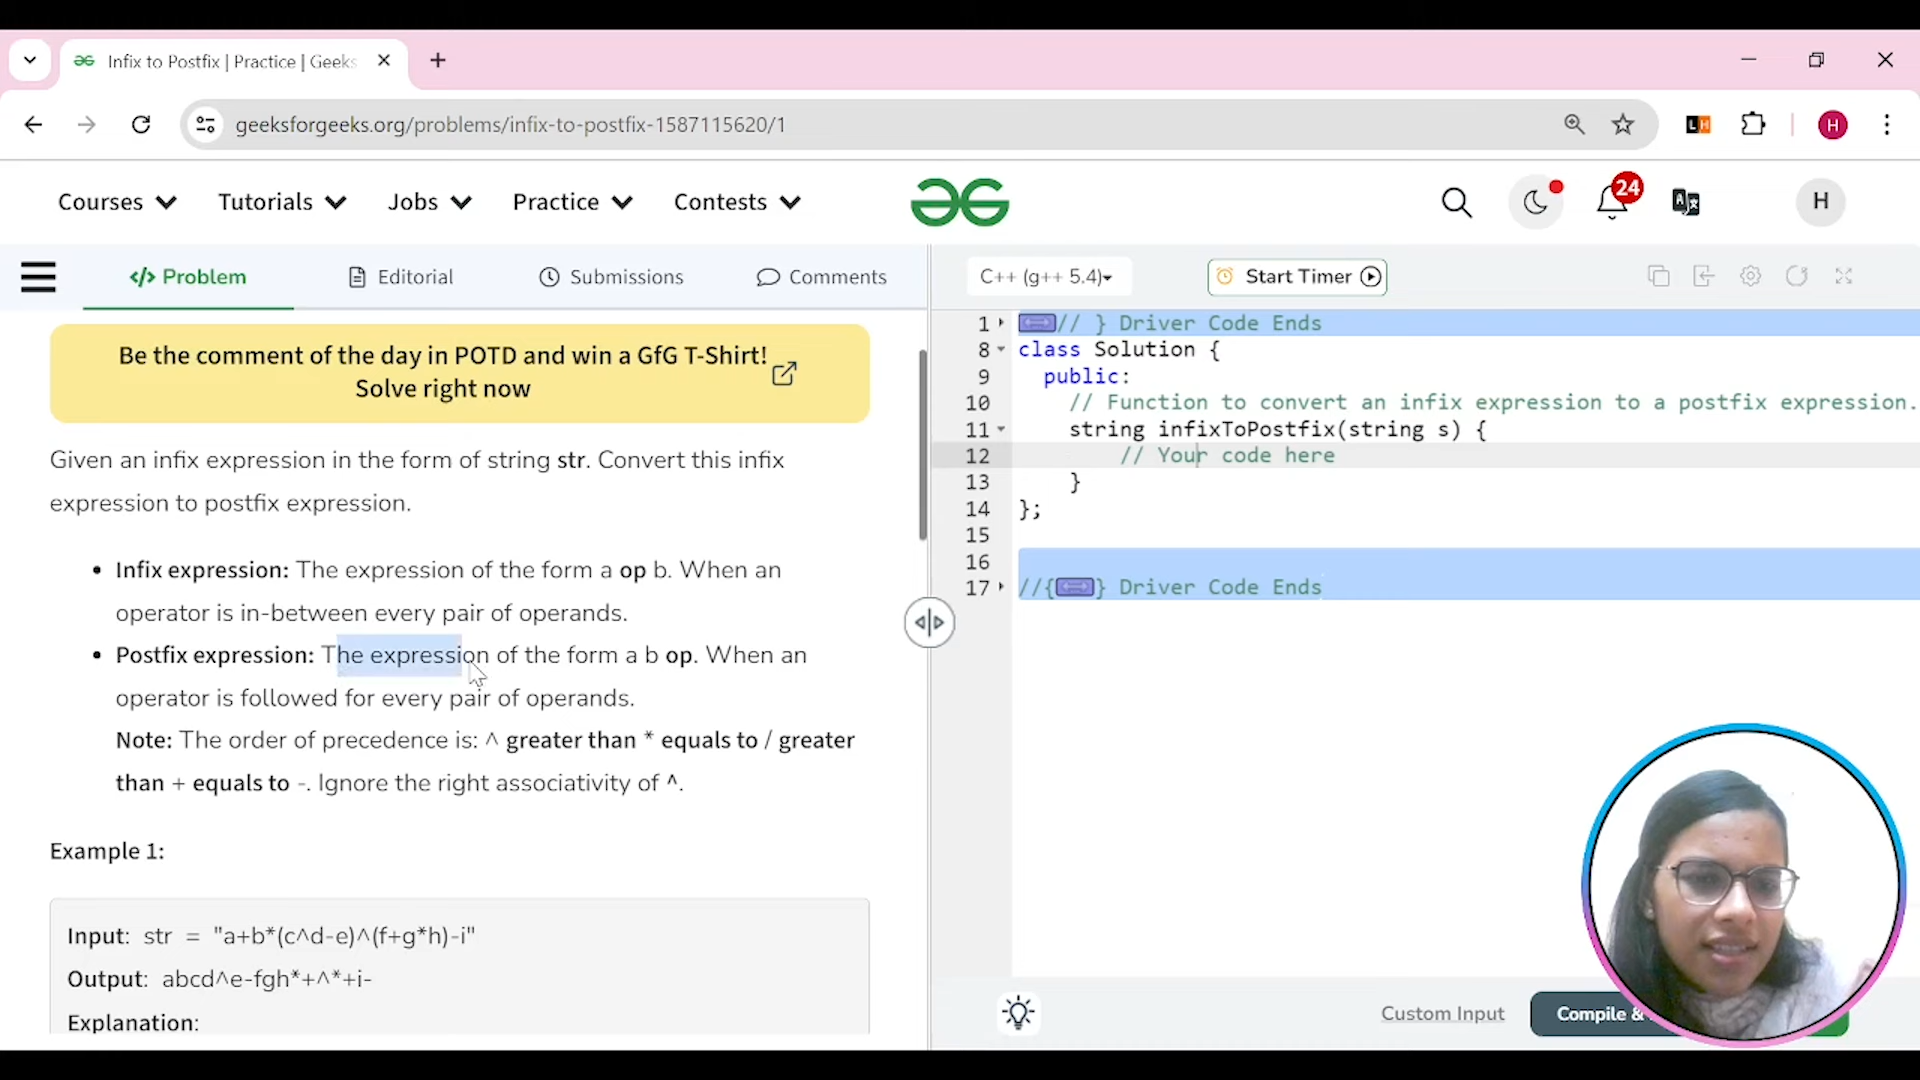 Infix to Postfix | Practice | Geeks
geeksforgeeks.org/problems/infix-to-postfix-1587115620/1
LH
H
Courses Tutorials Jobs Practice Contests
24
H
Problem Editorial Submissions Comments
Be the comment of the day in POTD and win a GfG T-Shirt!
Solve right now
Given an infix expression in the form of string str. Convert this infix
expression to postfix expression.
• Infix expression: The expression of the form a op b. When an
operator is in-between every pair of operands.
• Postfix expression: The expression of the form a b op. When an
operator is followed for every pair of operands.
Note: The order of precedence is: ^ greater than * equals to / greater
than + equals to -. Ignore the right associativity of ^.
Example 1:
Input: str = "a+b*(c^d-e)^(f+g*h)-i"
Output: abcd^e-fgh*+^*+i-
Explanation:
C++ (g++ 5.4)
Start Timer
1 // } Driver Code Ends
8 class Solution {
9 public:
10 // Function to convert an infix expression to a postfix expression.
11 string infixToPostfix(string s) {
12 // Your code here
13 }
14 };
15
16
17 //{ } Driver Code Ends
Custom Input
Compile &